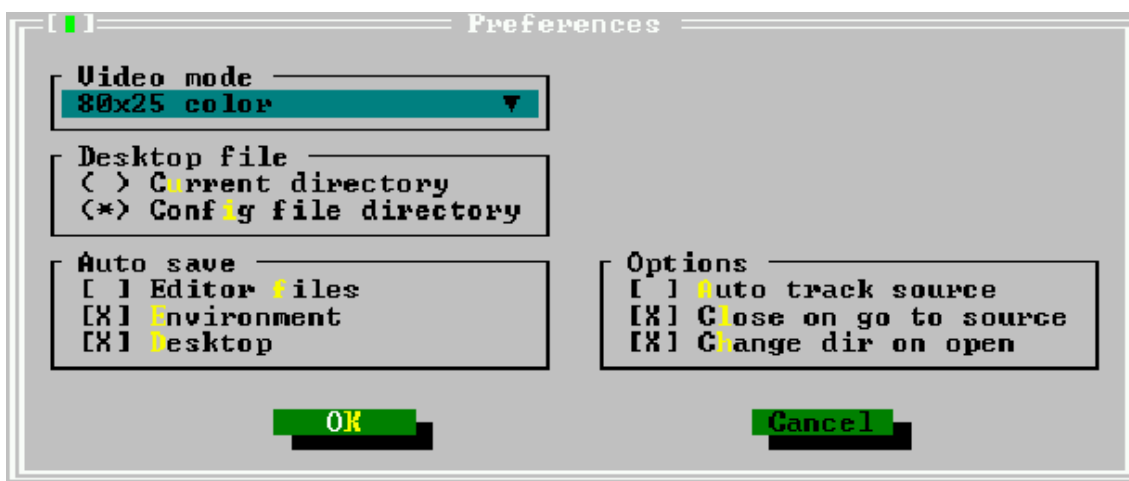 [▮] Preferences
Video mode
80x25 color ▼
Desktop file
( ) Current directory
(*) Config file directory
Auto save
[ ] Editor files
[X] Environment
[X] Desktop
Options
[ ] Auto track source
[X] Close on go to source
[X] Change dir on open
OK
Cancel